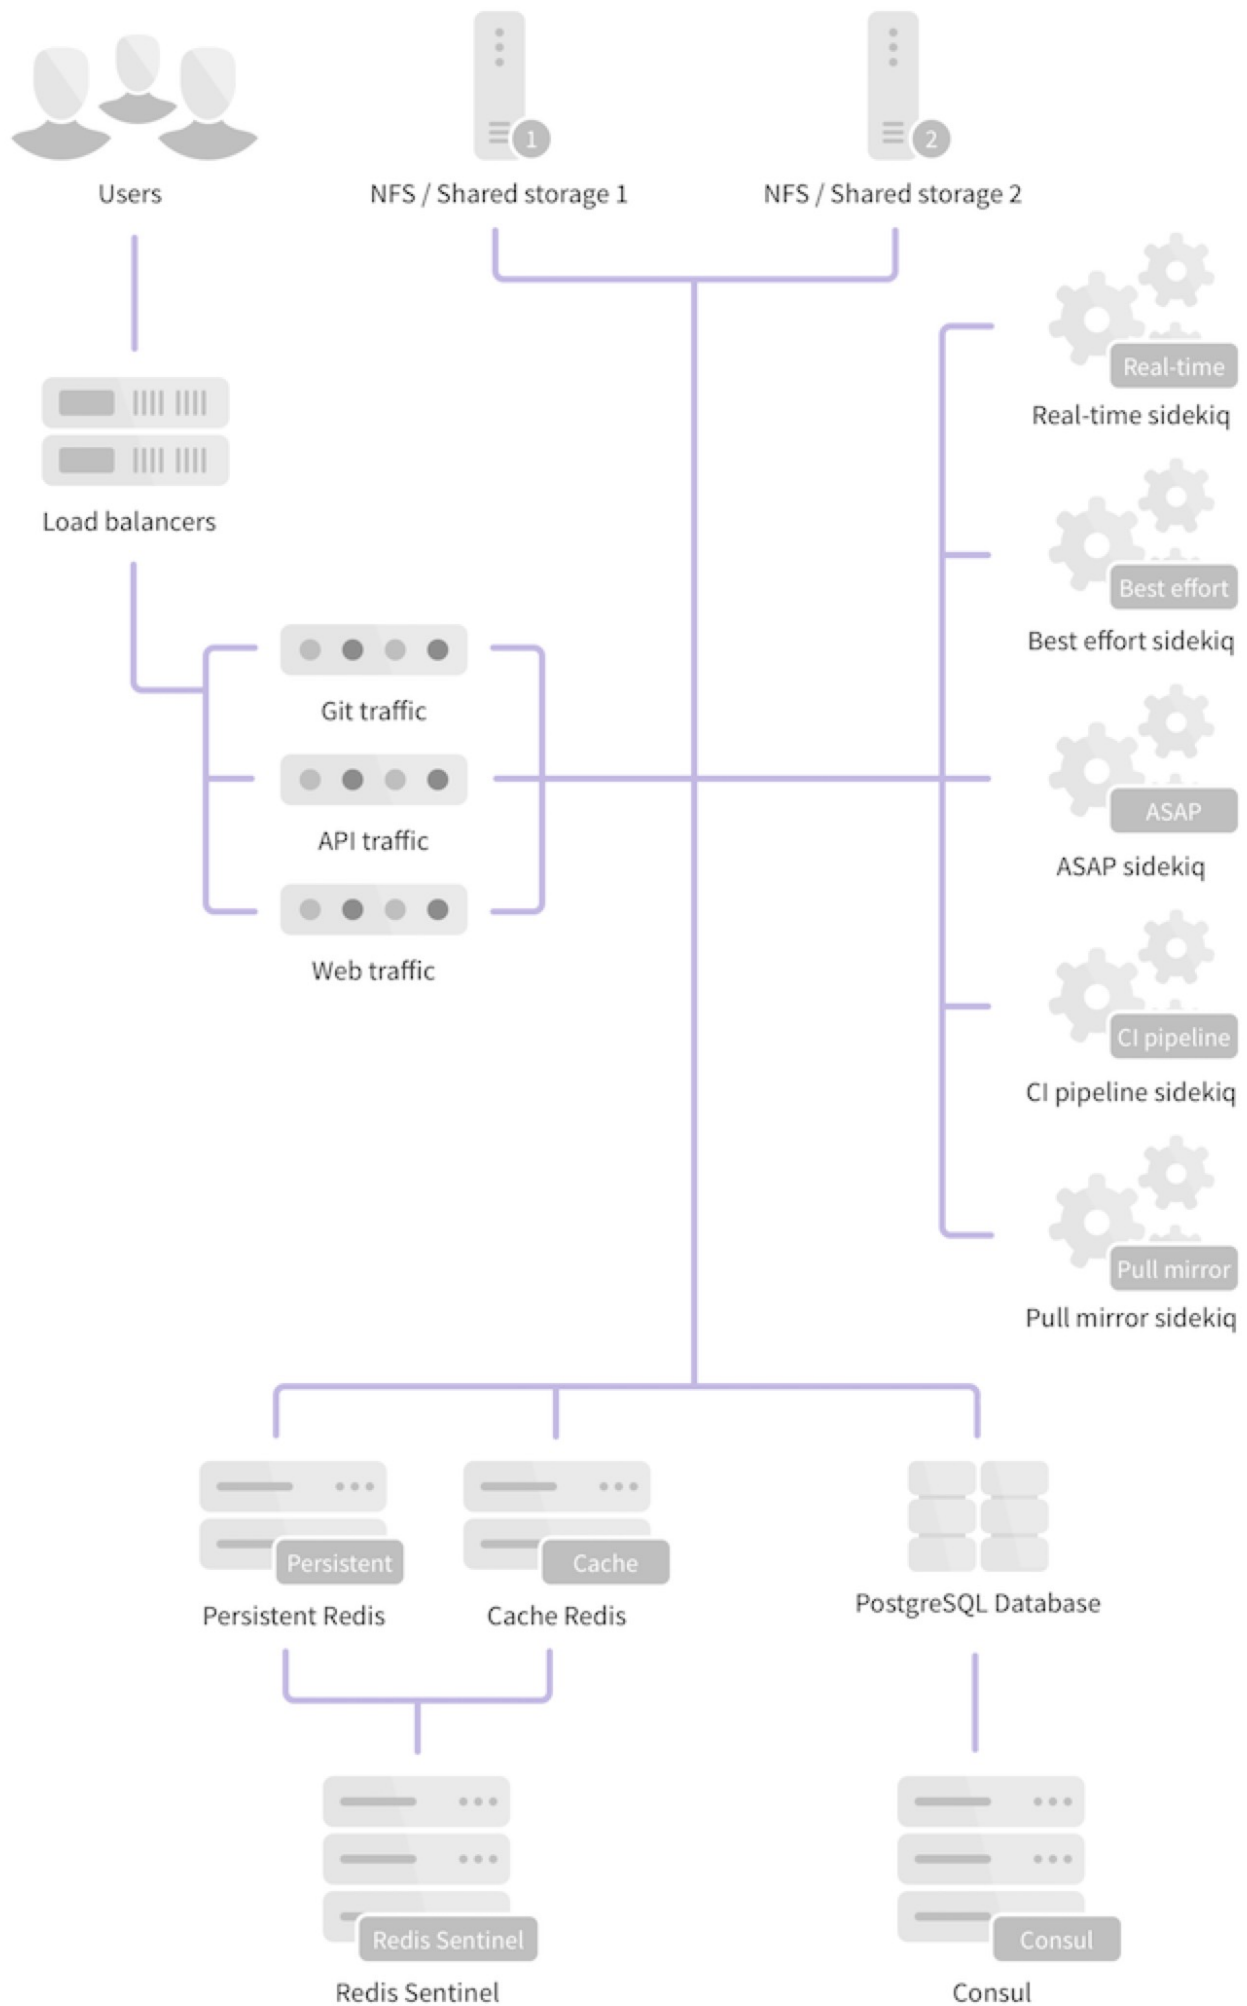 1
2
Users
NFS / Shared storage 1
NFS / Shared storage 2
Real-time
Real-time sidekiq
Load balancers
Best effort
Best effort sidekiq
Git traffic
API traffic
ASAP
ASAP sidekiq
Web traffic
CI pipeline
CI pipeline sidekiq
Pull mirror
Pull mirror sidekiq
Persistent
Cache
Persistent Redis
Cache Redis
PostgreSQL Database
Redis Sentinel
Consul
Redis Sentinel
Consul